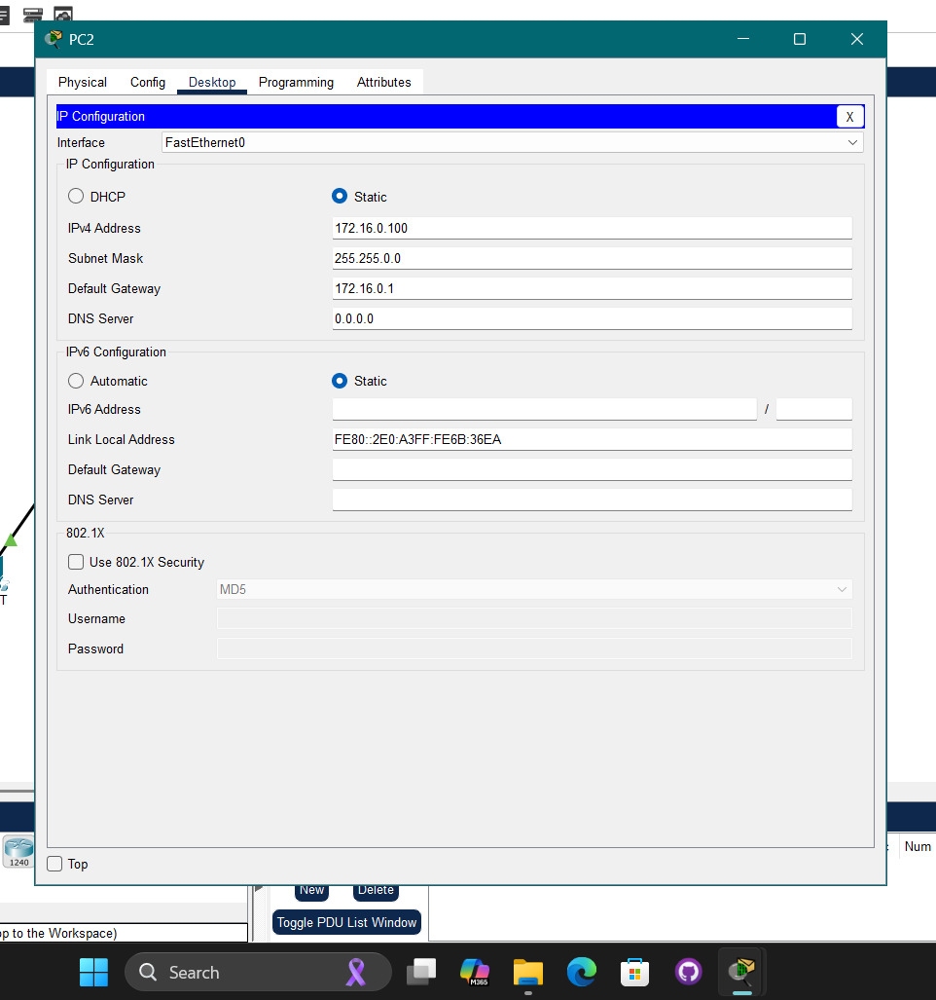 PC2
Physical Config Desktop Programming Attributes
IP Configuration X
Interface FastEthernet0
IP Configuration
DHCP Static
IPv4 Address 172.16.0.100
Subnet Mask 255.255.0.0
Default Gateway 172.16.0.1
DNS Server 0.0.0.0
IPv6 Configuration
Automatic Static
IPv6 Address /
Link Local Address FE80::2E0:A3FF:FE6B:36EA
Default Gateway
DNS Server
802.1X
Use 802.1X Security
Authentication MD5
Username
Password
T
1240
Num
Top
New Delete
Toggle PDU List Window
op to the Workspace)
Search
M365